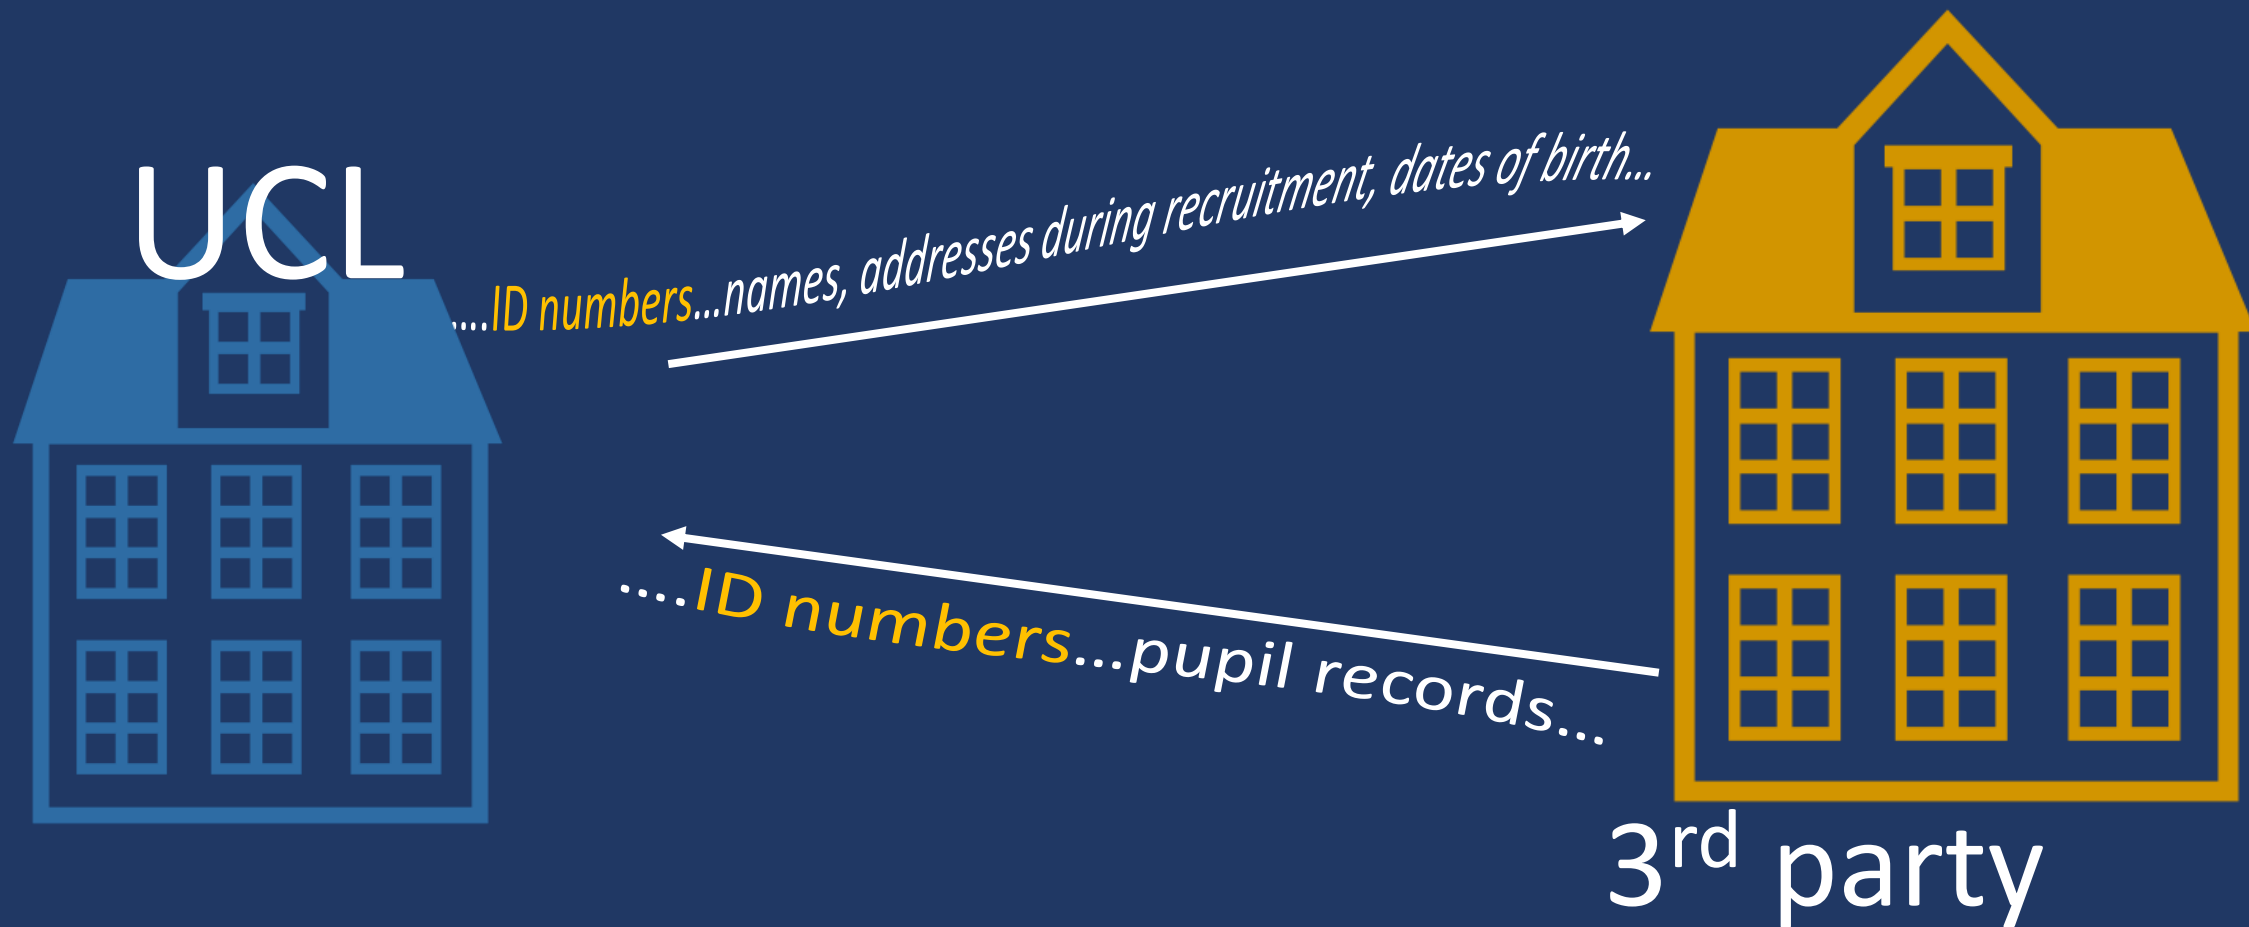 UCL
....ID numbers...names, addresses during recruitment, dates of birth...
....ID numbers...pupil records...
3rd party